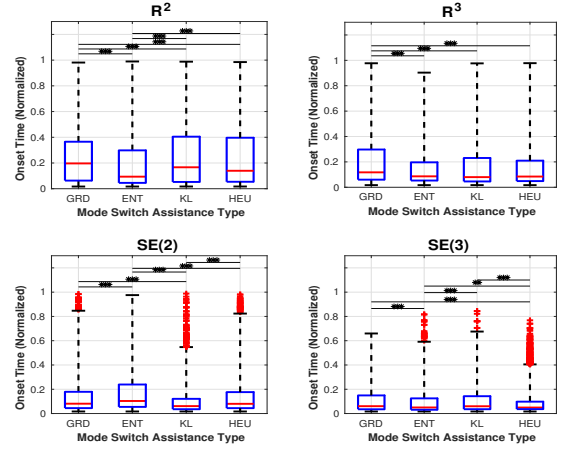 R²
R³
***
***
***
***
***
***
***
***
Onset Time (Normalized)
1
0.8
0.6
0.4
0.2
0
GRD ENT KL HEU
Mode Switch Assistance Type
Onset Time (Normalized)
1
0.8
0.6
0.4
0.2
0
GRD ENT KL HEU
Mode Switch Assistance Type
SE(2)
SE(3)
***
***
***
***
***
**
***
***
***
Onset Time (Normalized)
1
0.8
0.6
0.4
0.2
0
GRD ENT KL HEU
Mode Switch Assistance Type
Onset Time (Normalized)
1
0.8
0.6
0.4
0.2
0
GRD ENT KL HEU
Mode Switch Assistance Type